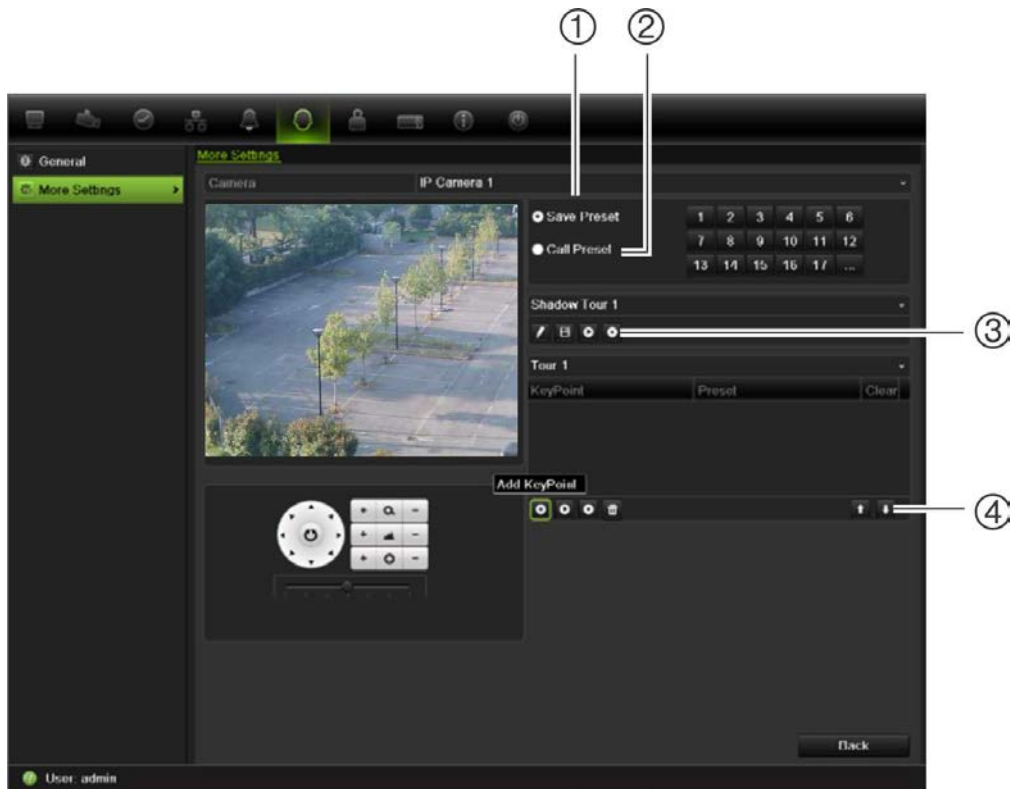 ① ②
General
More Settings
More Settings
Camera IP Camera 1
Save Preset
Call Preset
1 2 3 4 5 6
7 8 9 10 11 12
13 14 15 16 17 ...
Shadow Tour 1
③
Tour 1
KeyPoint Preset Clear
Add KeyPoint
④
Back
User: admin